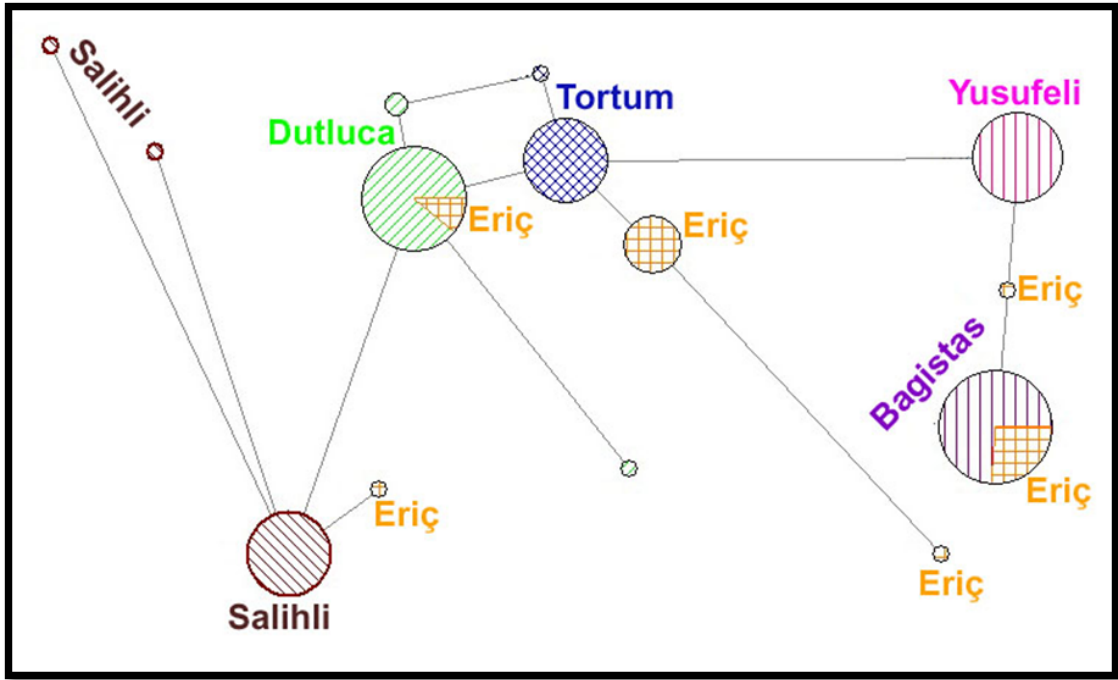 Salihli
Yusufeli
Tortum
Dutluca
Eriç
Eriç
Eriç
Bagistas
Eriç
Eriç
Eriç
Salihli